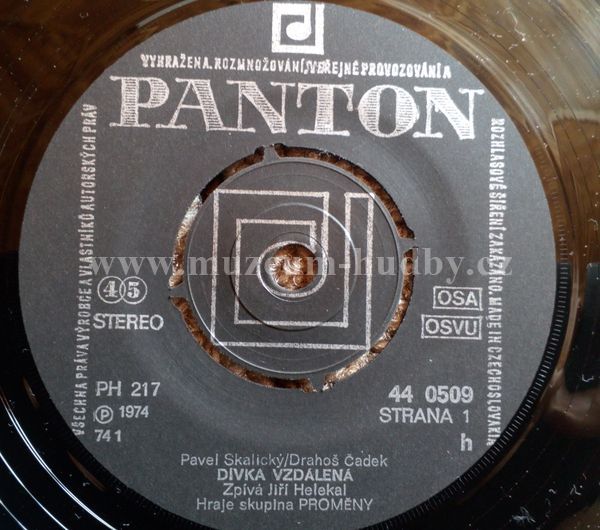 VYHRAŽENA. ROZMNOŽOVÁNÍ, VEŘEJNÉ PROVOZOVÁNÍ A
PANTON
VŠECHNA PRÁVA VÝROBCE A VLASTNÍKŮ AUTORSKÝCH PRÁV
ROZHLASOVÉ ŠÍŘENÍ ZAKÁZÁNO. MADE IN CZECHOSLOVAKIA
www.muzeum-hudby.cz
45
STEREO
OSA
OSVU
PH 217
Ⓟ 1974
74 1
44 0509
STRANA 1
h
Pavel Skalický/Drahoš Čadek
DÍVKA VZDÁLENÁ
Zpívá Jiří Helekal
Hraje skupina PROMĚNY